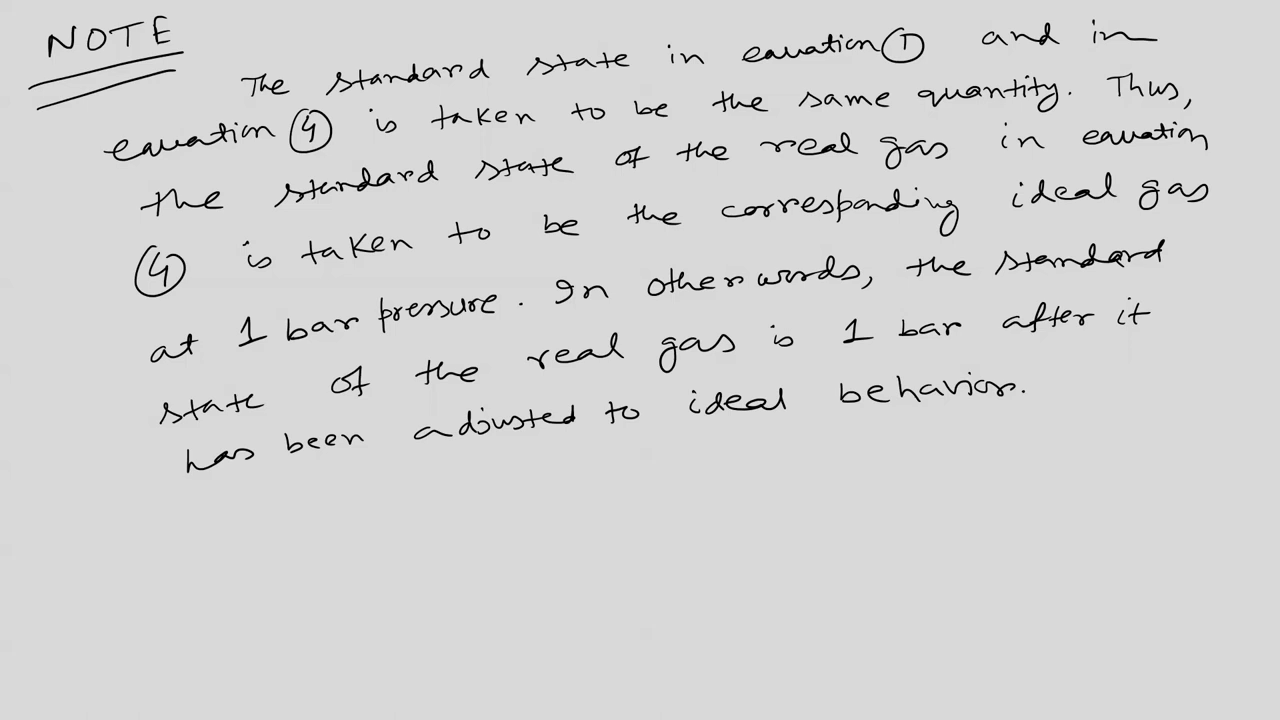 NOTE
The standard state in equation ① and in
equation ④ is taken to be the same quantity. Thus,
the standard state of the real gas in equation
④ is taken to be the corresponding ideal gas
at 1 bar pressure. In other words, the standard
state of the real gas is 1 bar after it
has been adjusted to ideal behavior.